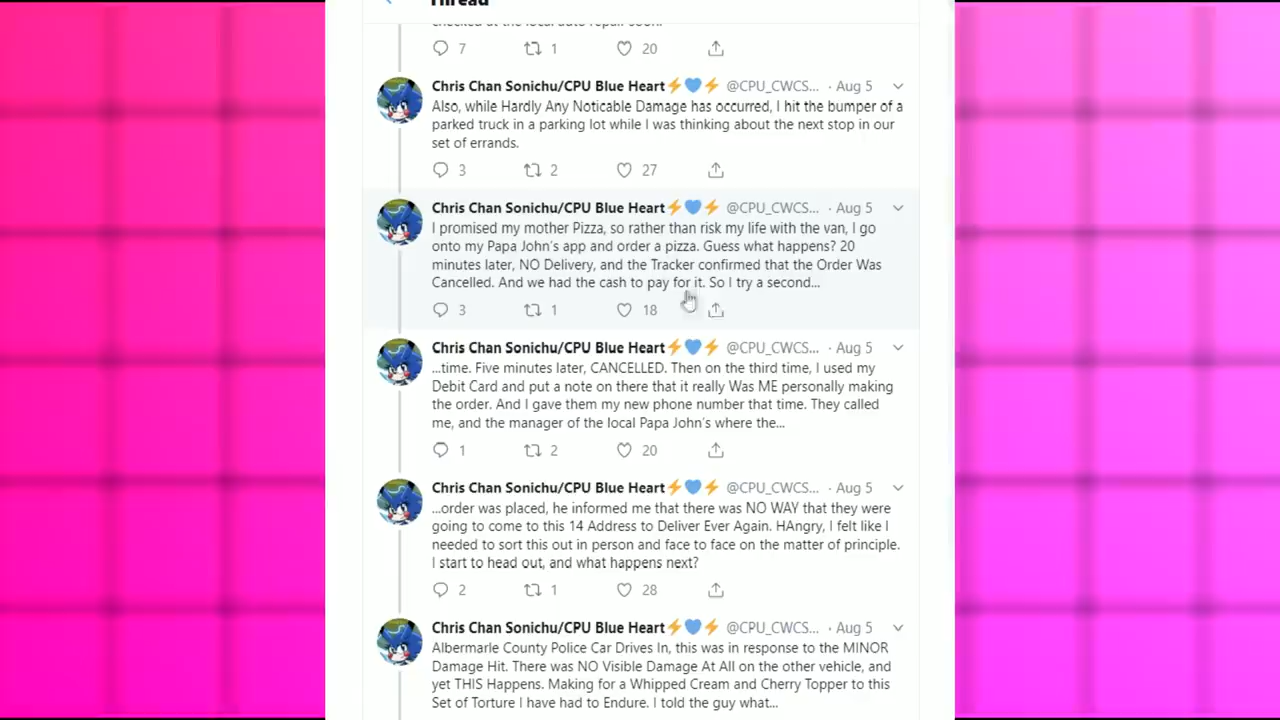 Thread
checked at the local auto repair soon.
7 1 20
Chris Chan Sonichu/CPU Blue Heart⚡💙⚡ @CPU_CWCS... · Aug 5
Also, while Hardly Any Noticable Damage has occurred, I hit the bumper of a
parked truck in a parking lot while I was thinking about the next stop in our
set of errands.
3 2 27
Chris Chan Sonichu/CPU Blue Heart⚡💙⚡ @CPU_CWCS... · Aug 5
I promised my mother Pizza, so rather than risk my life with the van, I go
onto my Papa John's app and order a pizza. Guess what happens? 20
minutes later, NO Delivery, and the Tracker confirmed that the Order Was
Cancelled. And we had the cash to pay for it. So I try a second...
3 1 18
Chris Chan Sonichu/CPU Blue Heart⚡💙⚡ @CPU_CWCS... · Aug 5
...time. Five minutes later, CANCELLED. Then on the third time, I used my
Debit Card and put a note on there that it really Was ME personally making
the order. And I gave them my new phone number that time. They called
me, and the manager of the local Papa John's where the...
1 2 20
Chris Chan Sonichu/CPU Blue Heart⚡💙⚡ @CPU_CWCS... · Aug 5
...order was placed, he informed me that there was NO WAY that they were
going to come to this 14 Address to Deliver Ever Again. HAngry, I felt like I
needed to sort this out in person and face to face on the matter of principle.
I start to head out, and what happens next?
2 1 28
Chris Chan Sonichu/CPU Blue Heart⚡💙⚡ @CPU_CWCS... · Aug 5
Albermarle County Police Car Drives In, this was in response to the MINOR
Damage Hit. There was NO Visible Damage At All on the other vehicle, and
yet THIS Happens. Making for a Whipped Cream and Cherry Topper to this
Set of Torture I have had to Endure. I told the guy what...